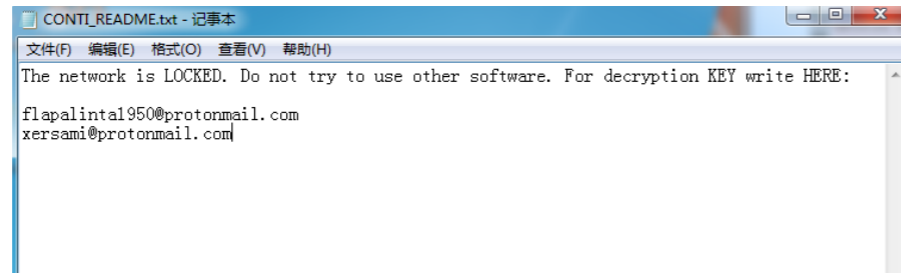 CONTI_README.txt - 记事本
文件(F) 编辑(E) 格式(O) 查看(V) 帮助(H)
The network is LOCKED. Do not try to use other software. For decryption KEY write HERE:
flapalinta1950@protonmail.com
xersami@protonmail.com